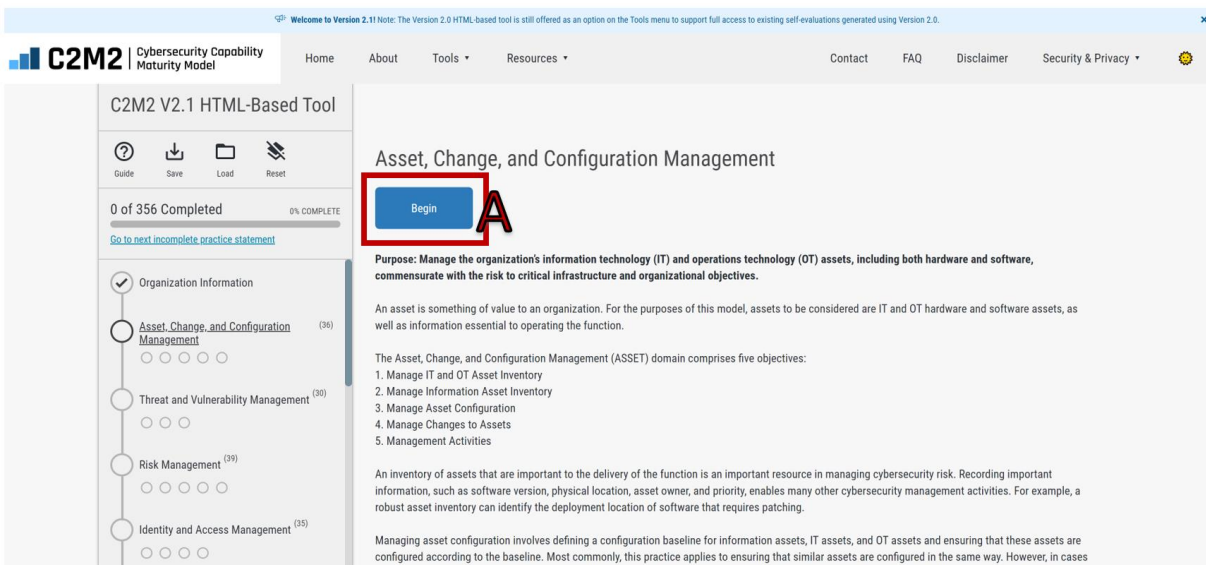 Welcome to Version 2.1! Note: The Version 2.0 HTML-based tool is still offered as an option on the Tools menu to support full access to existing self-evaluations generated using Version 2.0.
C2M2 | Cybersecurity Capability
Maturity Model
Home
About
Tools
Resources
Contact
FAQ
Disclaimer
Security & Privacy
C2M2 V2.1 HTML-Based Tool
Guide
Save
Load
Reset
0 of 356 Completed
0% COMPLETE
Go to next incomplete practice statement
Organization Information
Asset, Change, and Configuration (36)
Management
Threat and Vulnerability Management (30)
Risk Management (39)
Identity and Access Management (35)
Asset, Change, and Configuration Management
Begin
A
Purpose: Manage the organization's information technology (IT) and operations technology (OT) assets, including both hardware and software,
commensurate with the risk to critical infrastructure and organizational objectives.
An asset is something of value to an organization. For the purposes of this model, assets to be considered are IT and OT hardware and software assets, as
well as information essential to operating the function.
The Asset, Change, and Configuration Management (ASSET) domain comprises five objectives:
1. Manage IT and OT Asset Inventory
2. Manage Information Asset Inventory
3. Manage Asset Configuration
4. Manage Changes to Assets
5. Management Activities
An inventory of assets that are important to the delivery of the function is an important resource in managing cybersecurity risk. Recording important
information, such as software version, physical location, asset owner, and priority, enables many other cybersecurity management activities. For example, a
robust asset inventory can identify the deployment location of software that requires patching.
Managing asset configuration involves defining a configuration baseline for information assets, IT assets, and OT assets and ensuring that these assets are
configured according to the baseline. Most commonly, this practice applies to ensuring that similar assets are configured in the same way. However, in cases